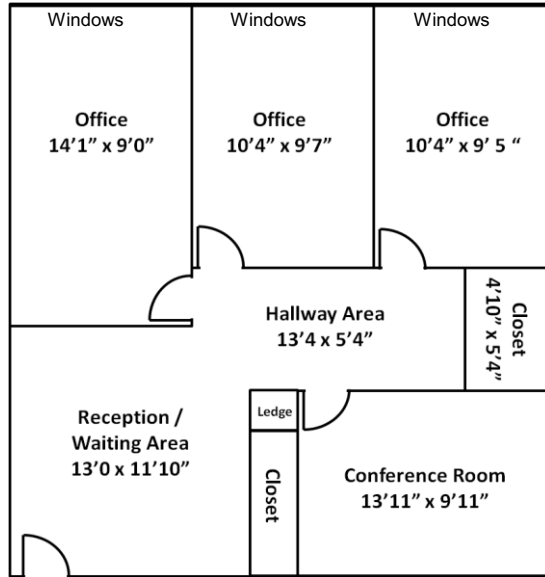 Windows
Windows
Windows
Office
14’1” x 9’0”
Office
10’4” x 9’7”
Office
10’4” x 9’ 5 “
Hallway Area
13’4 x 5’4”
Closet
4’10” x 5’4”
Reception /
Waiting Area
13’0 x 11’10”
Ledge
Closet
Conference Room
13’11” x 9’11”